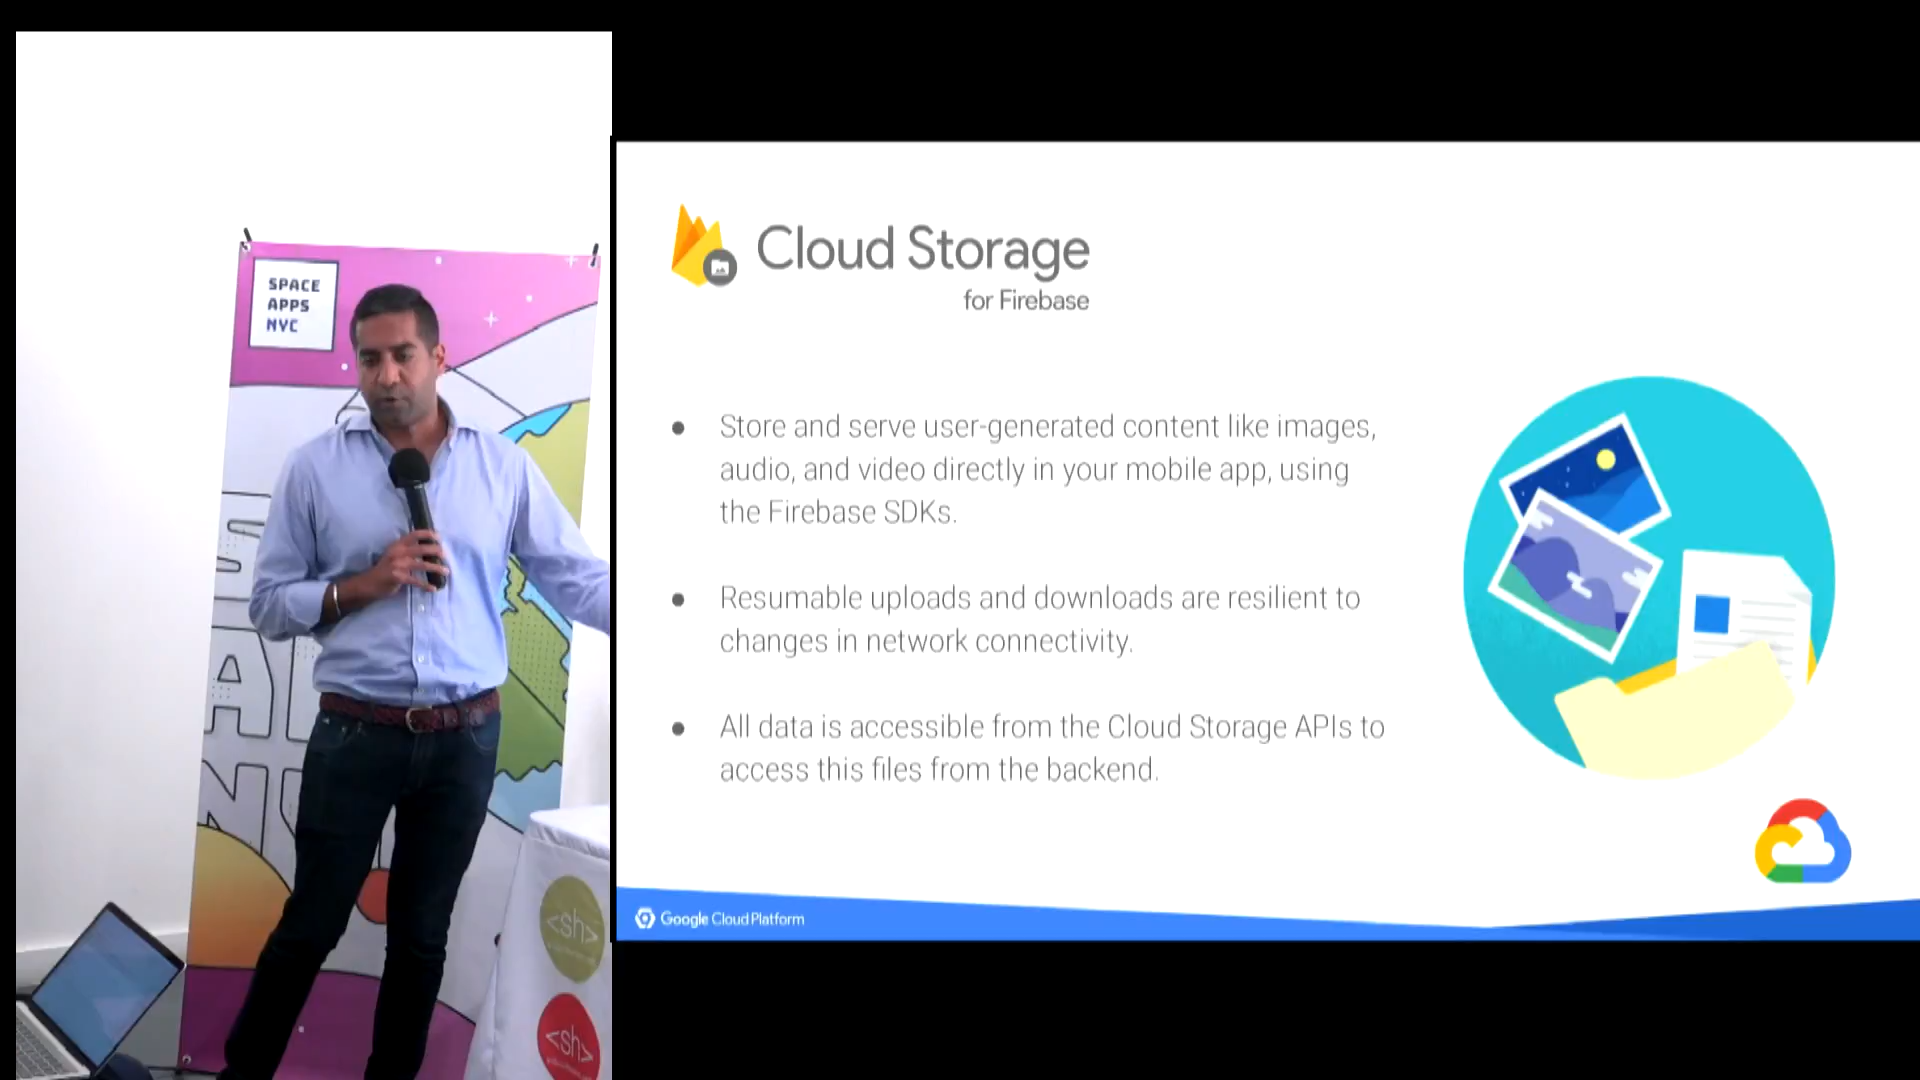 SPACE
APPS
NYC
<sh>
<sh>
Cloud Storage
for Firebase
● Store and serve user-generated content like images,
audio, and video directly in your mobile app, using
the Firebase SDKs.
● Resumable uploads and downloads are resilient to
changes in network connectivity.
● All data is accessible from the Cloud Storage APIs to
access this files from the backend.
Google Cloud Platform